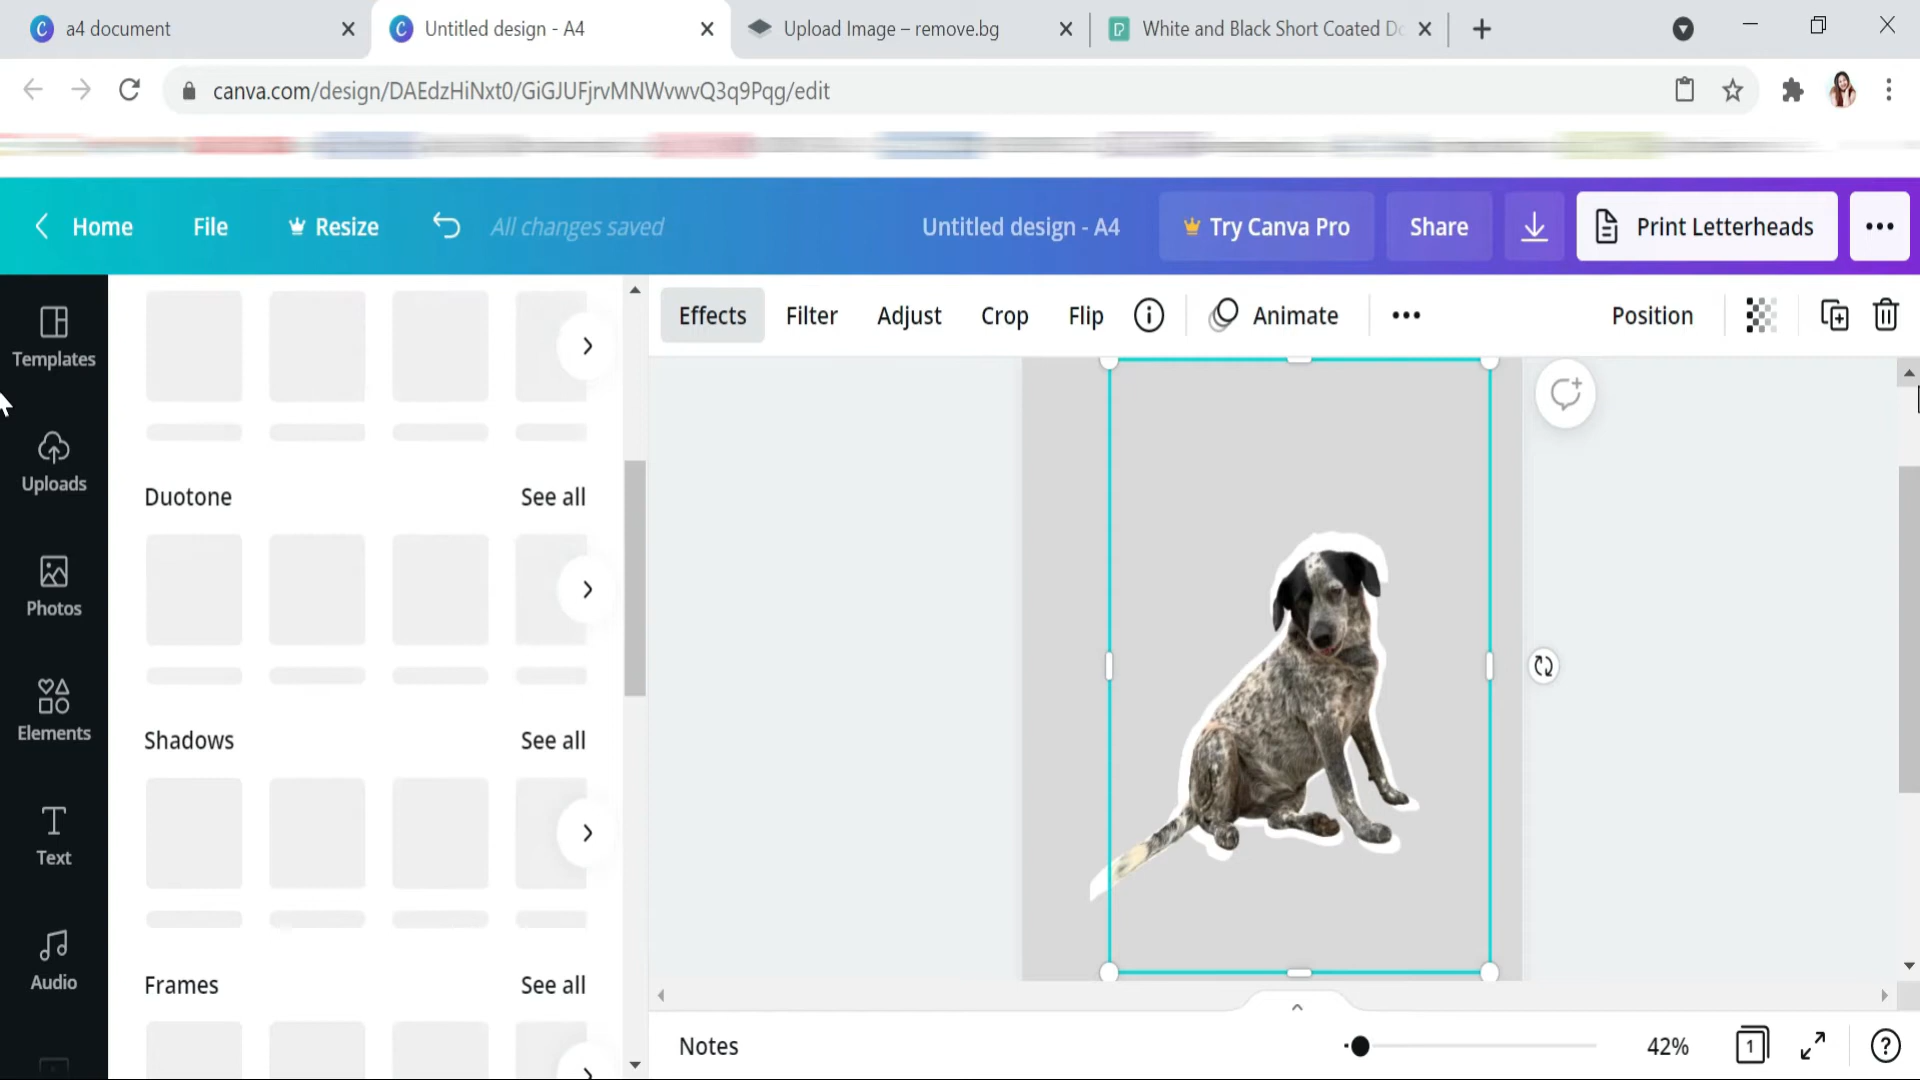 a4 document
Untitled design - A4
Upload Image – remove.bg
White and Black Short Coated Do
canva.com/design/DAEdzHiNxt0/GiGJUFjrvMNWvwvQ3q9Pqg/edit
Home
File
Resize
All changes saved
Untitled design - A4
Try Canva Pro
Share
Print Letterheads
Effects
Filter
Adjust
Crop
Flip
Animate
Position
Templates
Uploads
Photos
Elements
Text
Audio
Duotone
See all
Shadows
See all
Frames
See all
Notes
42%
1